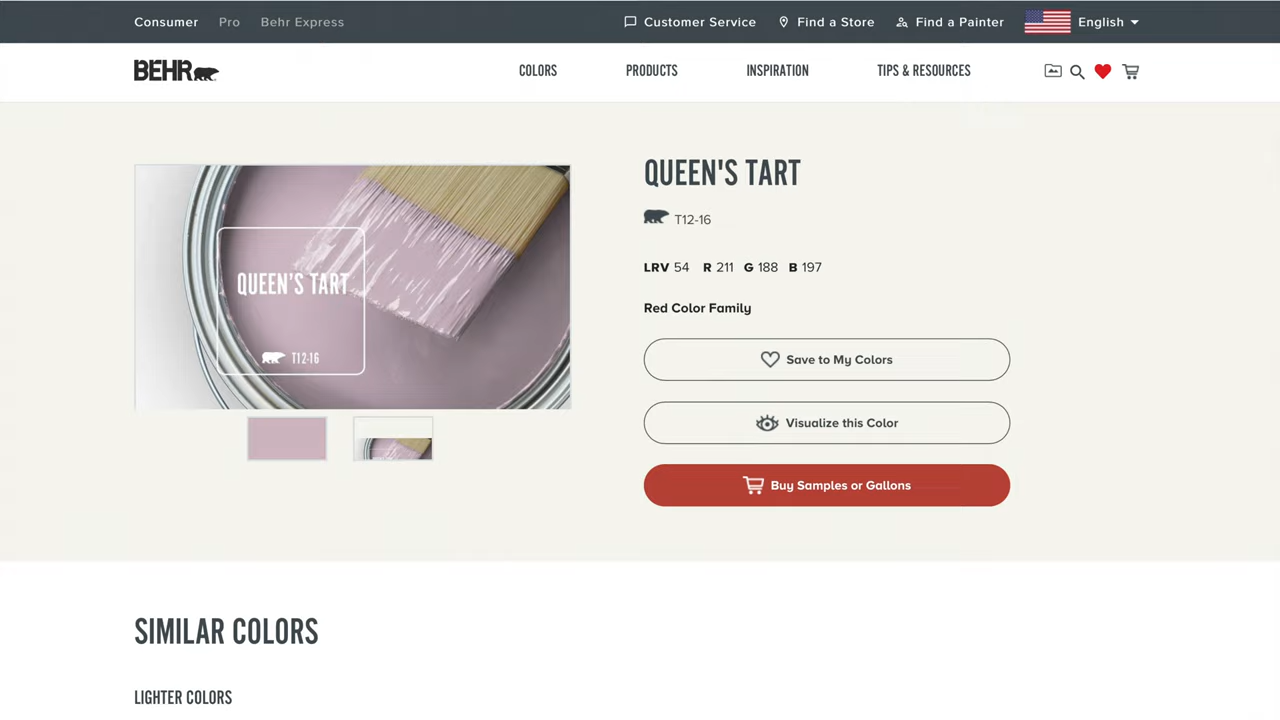 Consumer Pro Behr Express Customer Service Find a Store Find a Painter English
BEHR COLORS PRODUCTS INSPIRATION TIPS & RESOURCES
QUEEN'S TART
T12-16
LRV 54 R 211 G 188 B 197
Red Color Family
Save to My Colors
Visualize this Color
Buy Samples or Gallons
QUEEN'S TART
T12-16
SIMILAR COLORS
LIGHTER COLORS